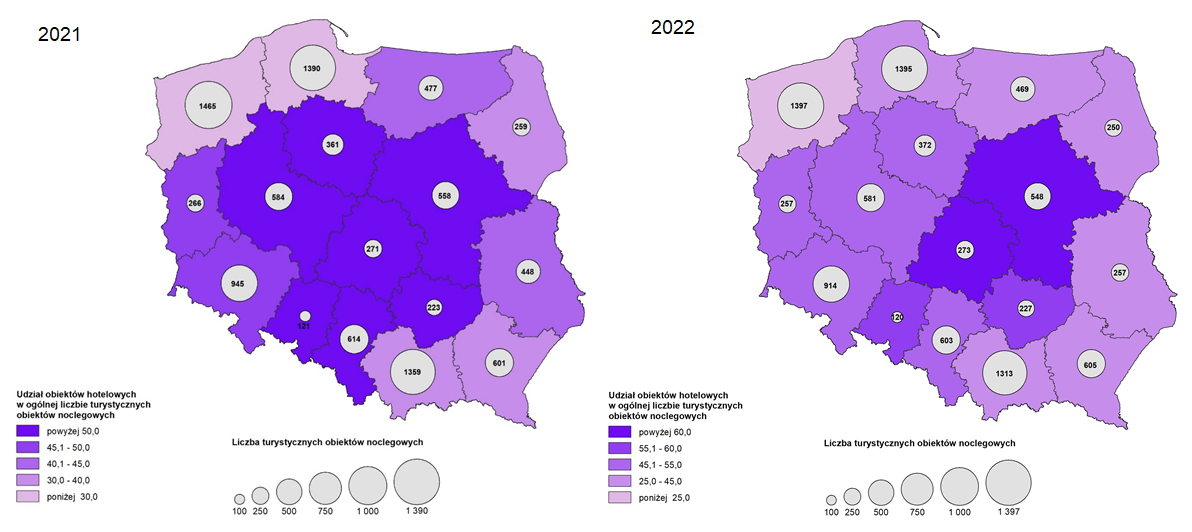 2021
1390
1465
477
259
361
584
558
266
271
945
448
121
223
614
1359
601
Udział obiektów hotelowych
w ogólnej liczbie turystycznych
obiektów noclegowych
powyżej 50,0
45,1 - 50,0
40,1 - 45,0
30,0 - 40,0
poniżej 30,0
Liczba turystycznych obiektów noclegowych
100 250 500 750 1 000 1 390
2022
1395
1397
469
250
372
581
548
257
273
914
257
120
227
603
1313
605
Udział obiektów hotelowych
w ogólnej liczbie turystycznych
obiektów noclegowych
powyżej 60,0
55,1 - 60,0
45,1 - 55,0
25,0 - 45,0
poniżej 25,0
Liczba turystycznych obiektów noclegowych
100 250 500 750 1 000 1 397